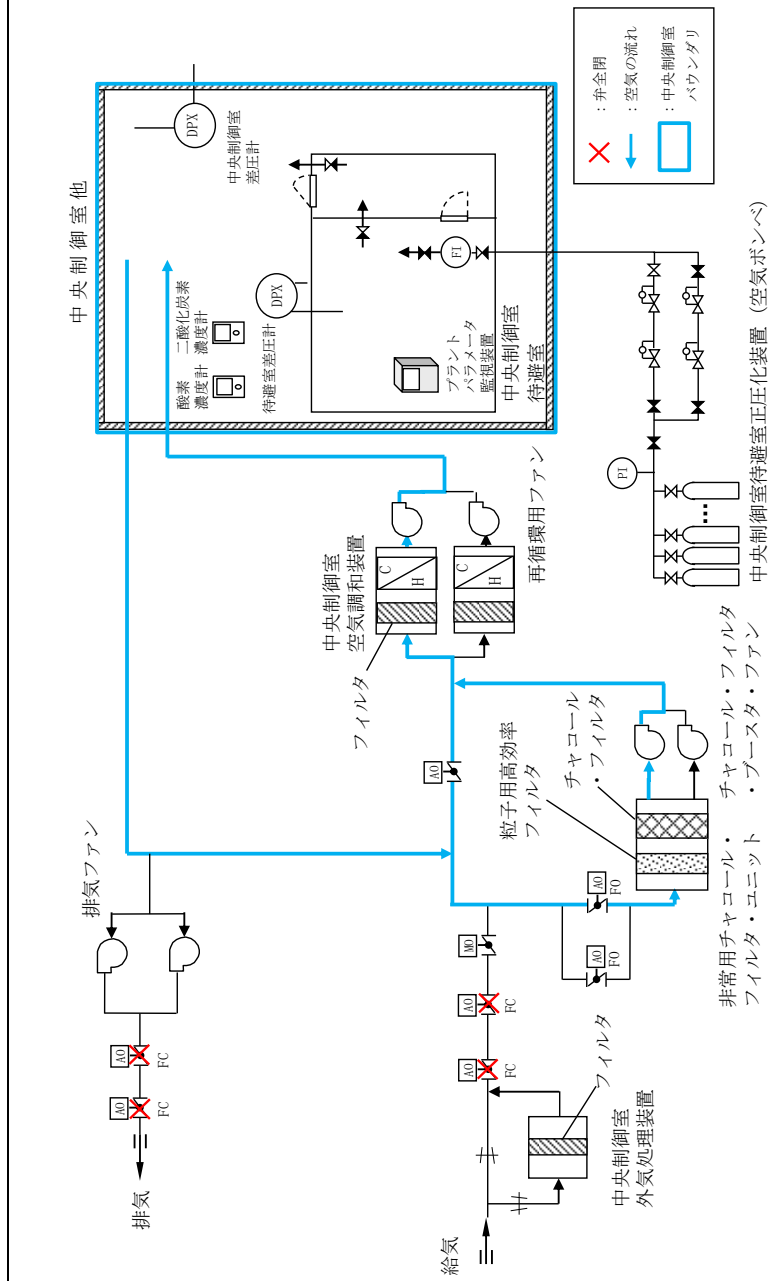 中央制御室他
DPX
中央制御室
差圧計
二酸化炭素
濃度計
酸素
濃度計
待避室差圧計
DPX
FI
プラント
パラメータ
監視装置
中央制御室
待避室
：弁全閉
：空気の流れ
：中央制御室
バウンダリ
排気ファン
AO
FC
AO
FC
排気
中央制御室
空気調和装置
フィルタ
C
H
C
H
再循環用ファン
AO
PI
中央制御室待避室正圧化装置（空気ボンベ）
給気
AO
FC
AO
FC
MO
AO
FO
AO
FO
フィルタ
中央制御室
外気処理装置
粒子用高効率
フィルタ
チャコール
・フィルタ
非常用チャコール・
フィルタ・ユニット
チャコール・フィルタ
・ブースタ・ファン